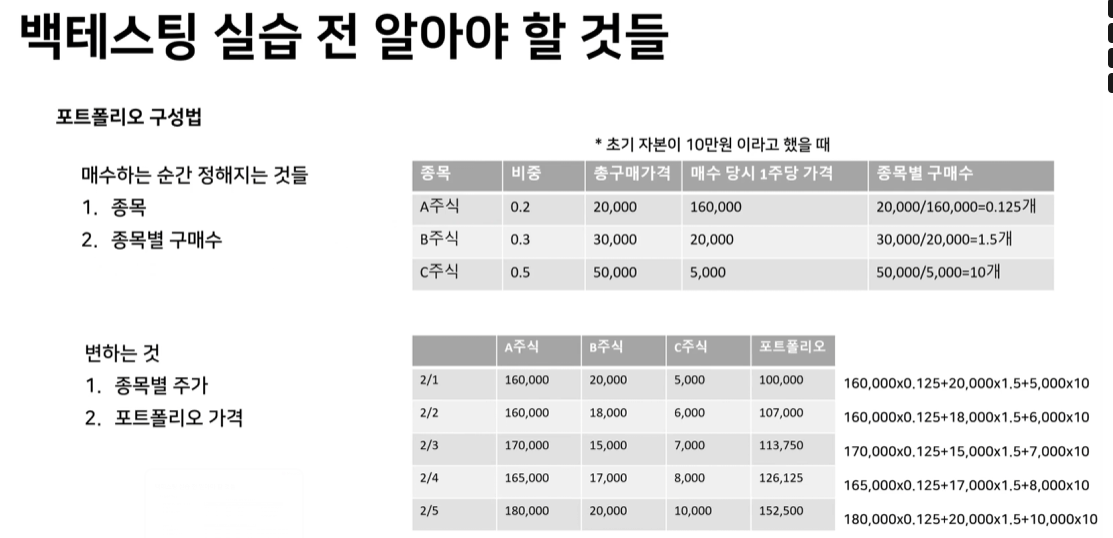 백테스팅 실습 전 알아야 할 것들
포트폴리오 구성법
매수하는 순간 정해지는 것들
1. 종목
2. 종목별 구매수
* 초기 자본이 10만원 이라고 했을 때
종목 비중 총구매가격 매수 당시 1주당 가격 종목별 구매수
A주식 0.2 20,000 160,000 20,000/160,000=0.125개
B주식 0.3 30,000 20,000 30,000/20,000=1.5개
C주식 0.5 50,000 5,000 50,000/5,000=10개
변하는 것
1. 종목별 주가
2. 포트폴리오 가격
A주식 B주식 C주식 포트폴리오
2/1 160,000 20,000 5,000 100,000 160,000x0.125+20,000x1.5+5,000x10
2/2 160,000 18,000 6,000 107,000 160,000x0.125+18,000x1.5+6,000x10
2/3 170,000 15,000 7,000 113,750 170,000x0.125+15,000x1.5+7,000x10
2/4 165,000 17,000 8,000 126,125 165,000x0.125+17,000x1.5+8,000x10
2/5 180,000 20,000 10,000 152,500 180,000x0.125+20,000x1.5+10,000x10